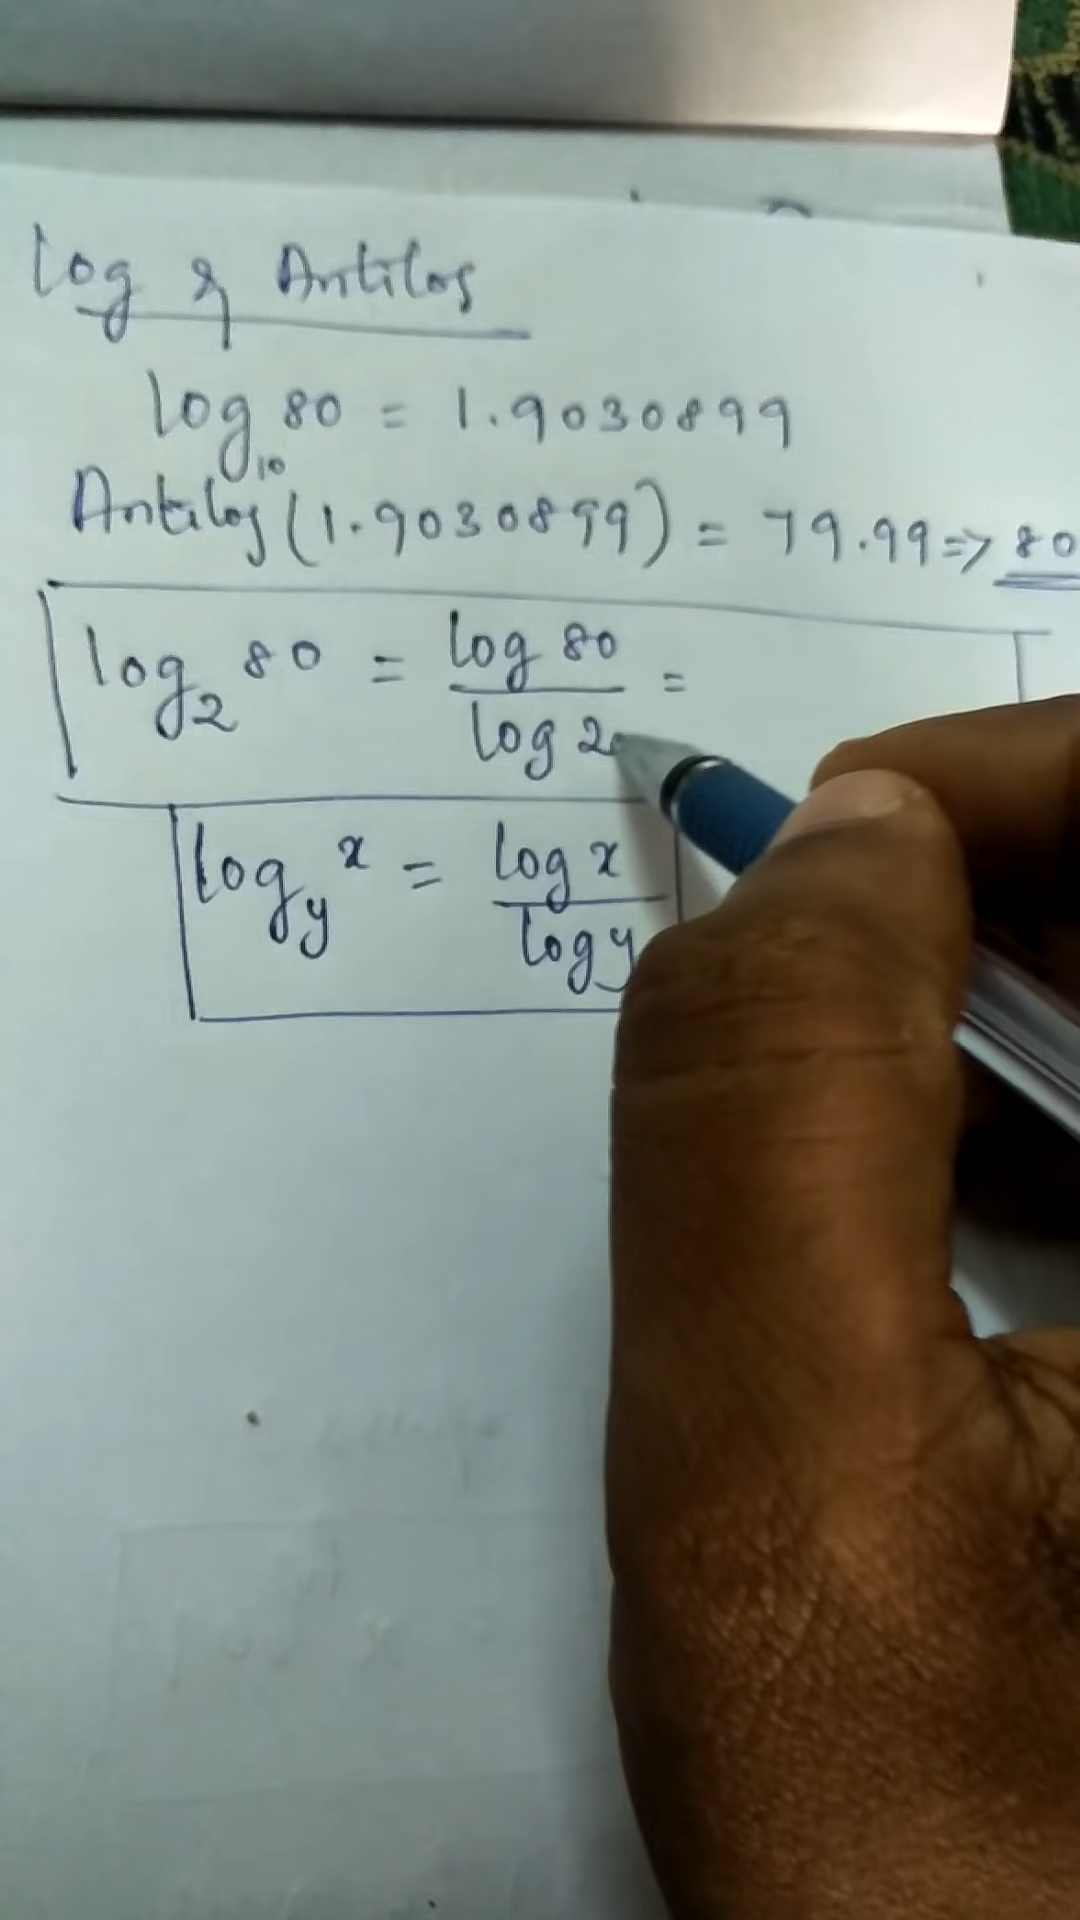 Log & Antilog
log₁₀ 80 = 1.9030899
Antilog (1.9030899) = 79.99 => 80
log₂ 80 = log 80 / log 2 =
log_y x = log x / log y